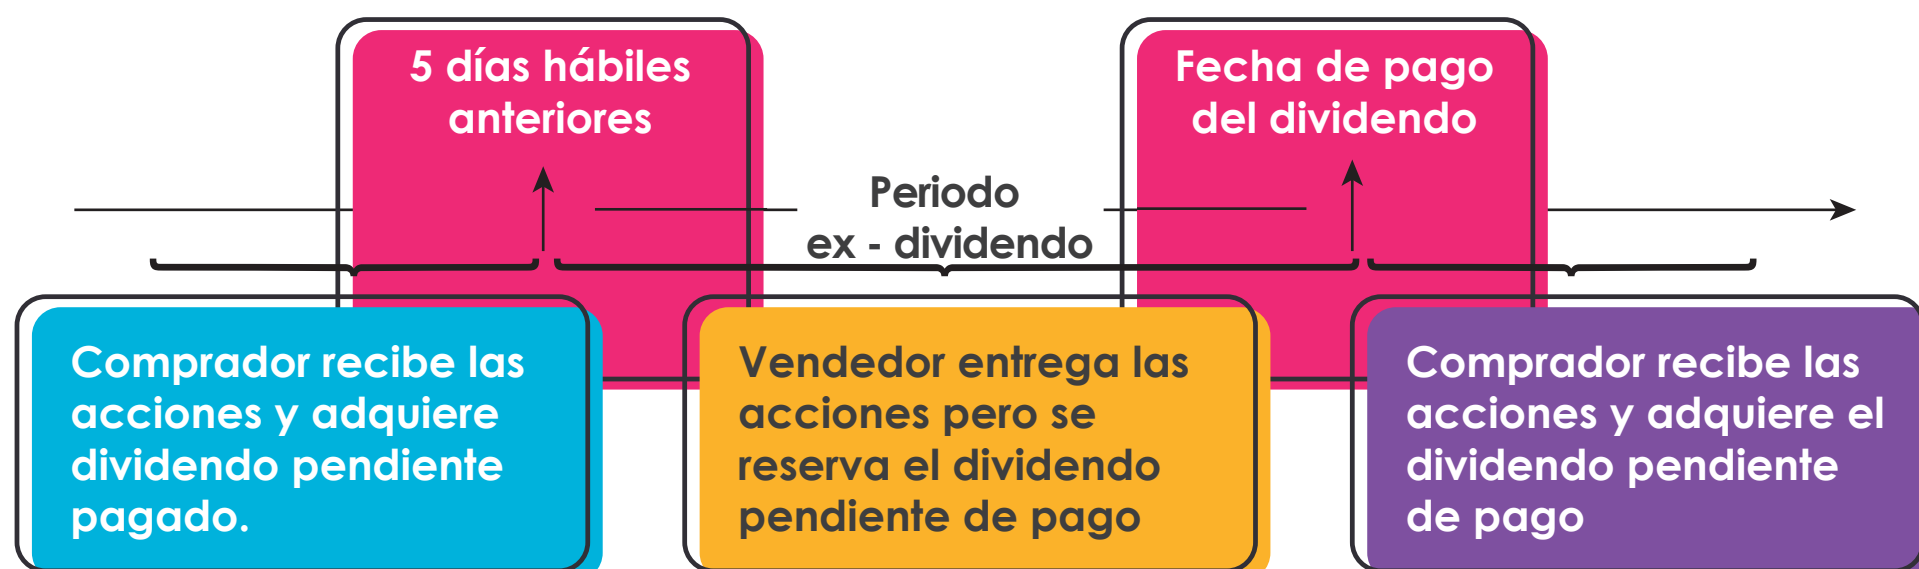 5 días hábiles
anteriores
Fecha de pago
del dividendo
Periodo
ex - dividendo
Comprador recibe las
acciones y adquiere
dividendo pendiente
pagado.
Vendedor entrega las
acciones pero se
reserva el dividendo
pendiente de pago
Comprador recibe las
acciones y adquiere el
dividendo pendiente
de pago